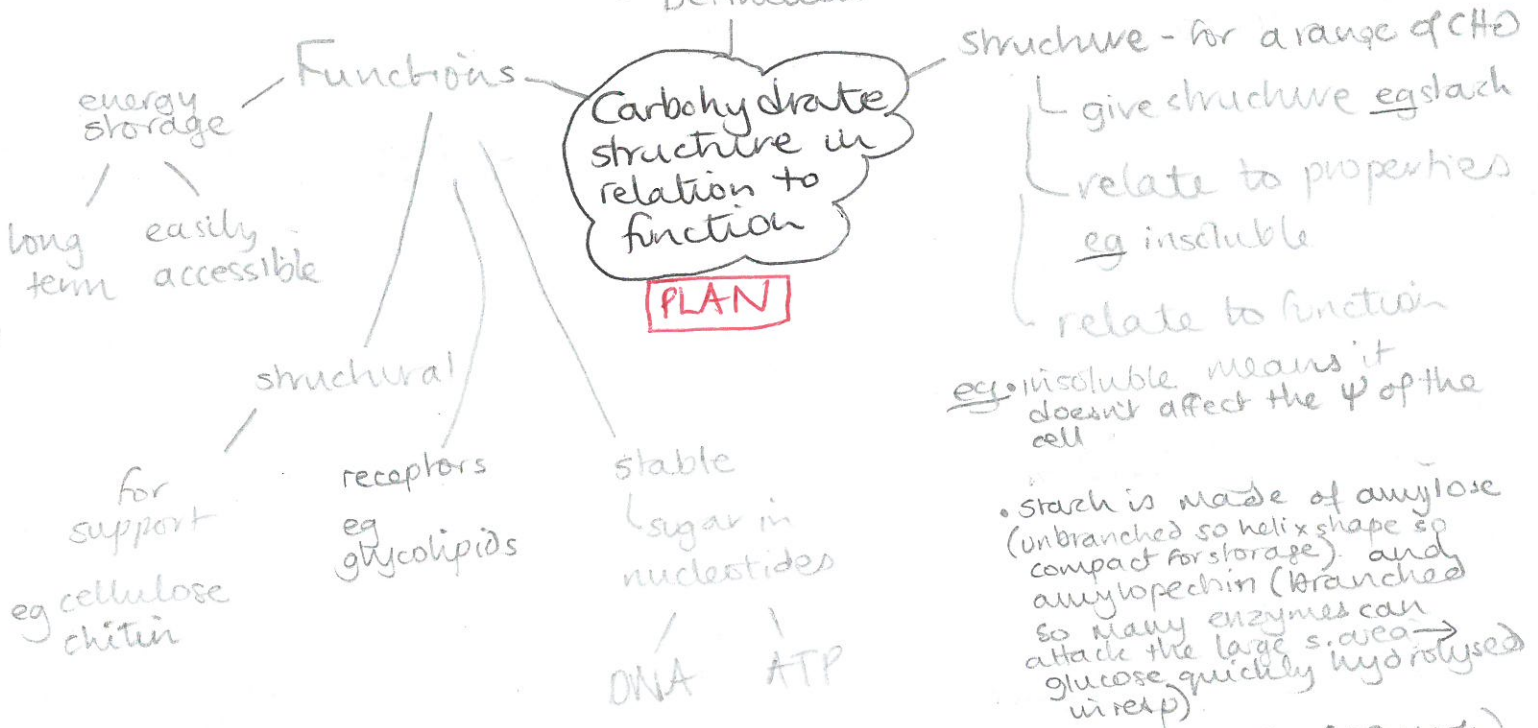 Definition
Functions
energy
storage
long
term
easily
accessible
structural
for
support
eg cellulose
chitin
receptors
eg
glycolipids
stable
sugar in
nucleotides
DNA
ATP
Carbohydrate
structure in
relation to
function
PLAN
structure - for a range of CHO
give structure eg starch
relate to properties
eg insoluble
relate to function
eg • insoluble means it
doesn't affect the ψ of the
cell
• starch is made of amylose
(unbranched so helix shape so
compact for storage) and
amylopectin (branched
so many enzymes can
attack the large s.area →
glucose quickly hydrolysed
in resp)